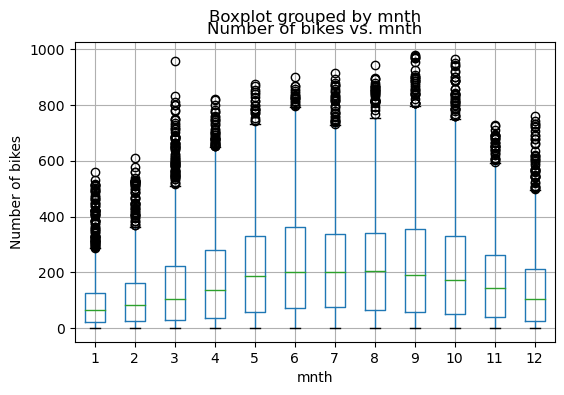 Boxplot grouped by mnth
Number of bikes vs. mnth
1000
800
600
400
200
0
Number of bikes
1 2 3 4 5 6 7 8 9 10 11 12
mnth